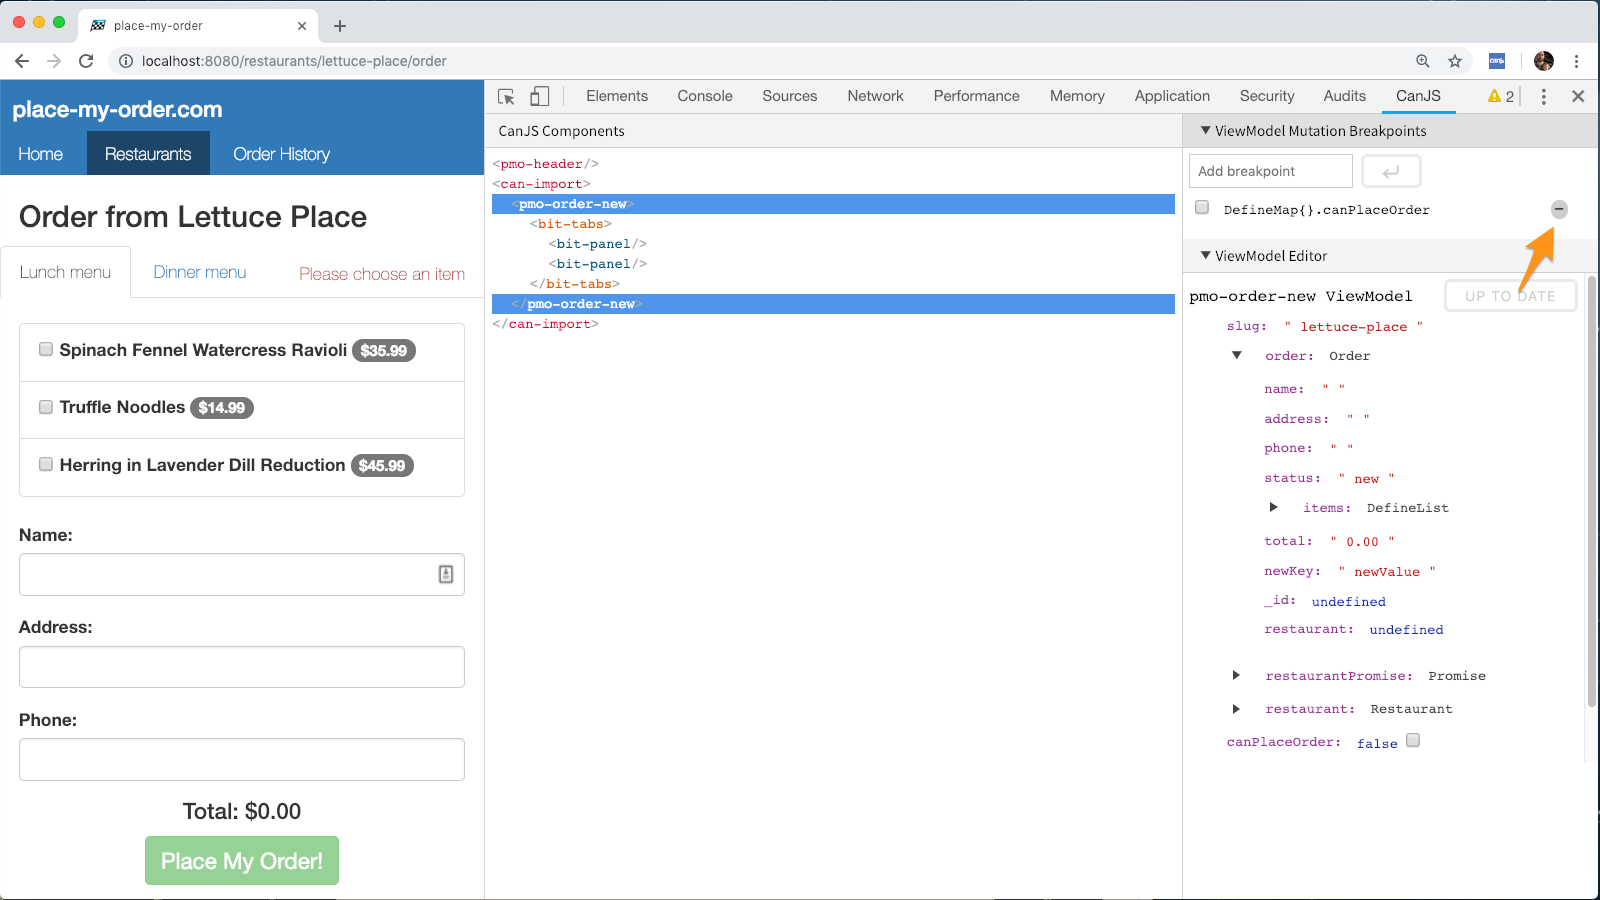 place-my-order
localhost:8080/restaurants/lettuce-place/order
canjs
place-my-order.com
Home
Restaurants
Order History
Order from Lettuce Place
Lunch menu
Dinner menu
Please choose an item
Spinach Fennel Watercress Ravioli $35.99
Truffle Noodles $14.99
Herring in Lavender Dill Reduction $45.99
Name:
Address:
Phone:
Total: $0.00
Place My Order!
Elements
Console
Sources
Network
Performance
Memory
Application
Security
Audits
CanJS
2
CanJS Components
<pmo-header/>
<can-import>
<pmo-order-new>
<bit-tabs>
<bit-panel/>
<bit-panel/>
</bit-tabs>
</pmo-order-new>
</can-import>
ViewModel Mutation Breakpoints
Add breakpoint
DefineMap{}.canPlaceOrder
ViewModel Editor
pmo-order-new ViewModel
UP TO DATE
slug: " lettuce-place "
order: Order
name: " "
address: " "
phone: " "
status: " new "
items: DefineList
total: " 0.00 "
newKey: " newValue "
_id: undefined
restaurant: undefined
restaurantPromise: Promise
restaurant: Restaurant
canPlaceOrder: false